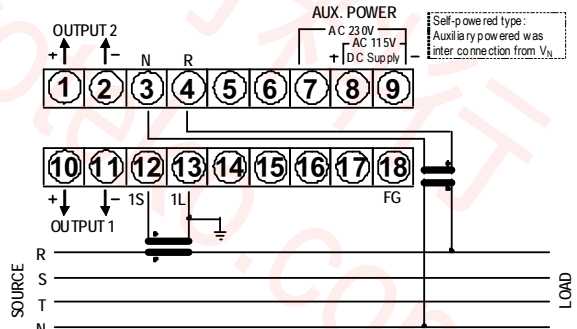 OUTPUT 2
+ −
AUX. POWER
AC 230V
AC 115V
+ DC Supply −
Self-powered type:
Auxiliary powered was
inter connection from VN
N R
1 2 3 4 5 6 7 8 9
10 11 12 13 14 15 16 17 18
+ − 1S 1L FG
OUTPUT 1
SOURCE
R
S
T
N
LOAD